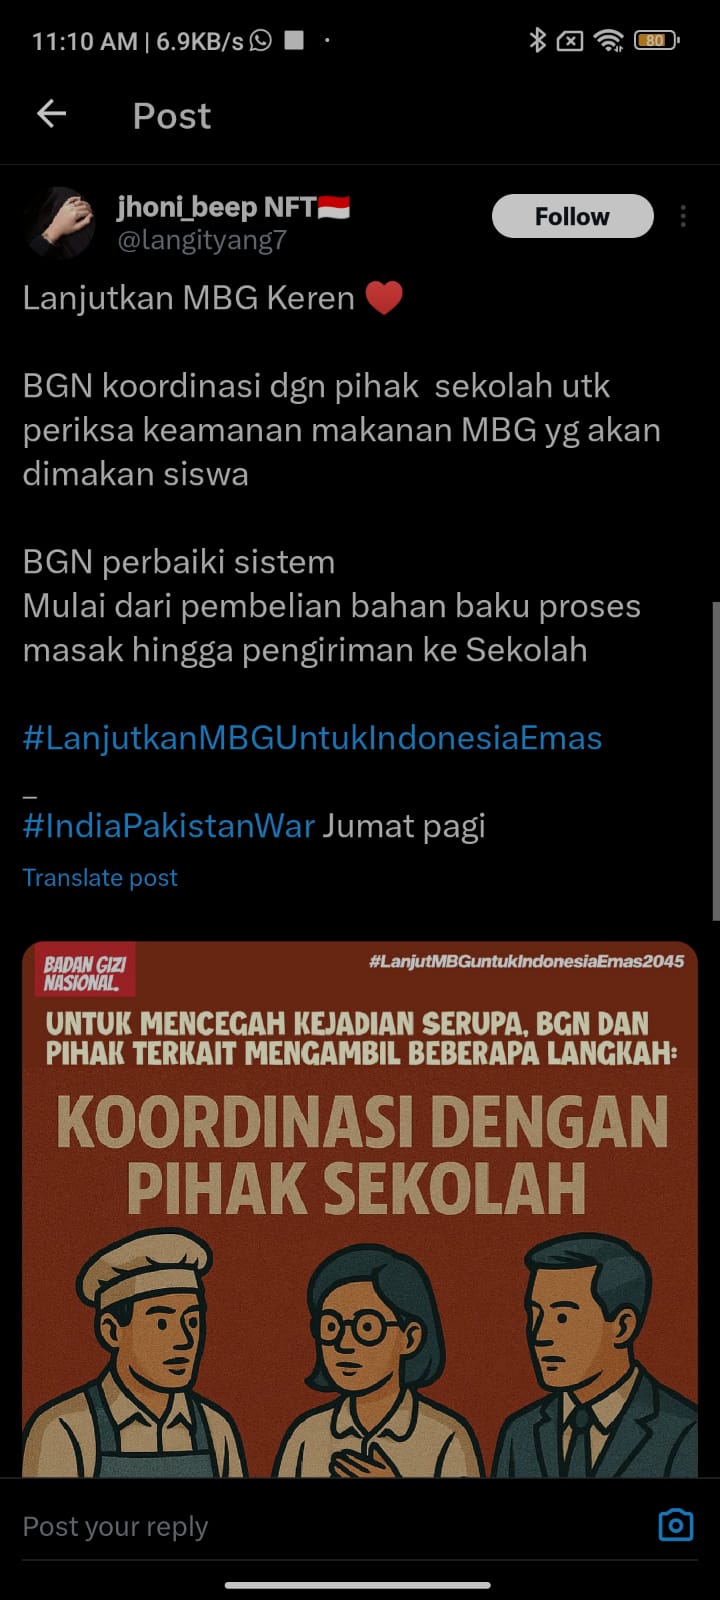 11:10 AM | 6.9KB/s
80
Post
jhoni_beep NFT🇮🇩
Follow
@langityang7
Lanjutkan MBG Keren ❤️
BGN koordinasi dgn pihak  sekolah utk
periksa keamanan makanan MBG yg akan
dimakan siswa
BGN perbaiki sistem
Mulai dari pembelian bahan baku proses
masak hingga pengiriman ke Sekolah
#LanjutkanMBGUntukIndonesiaEmas
_
#IndiaPakistanWar Jumat pagi
Translate post
BADAN GIZI
NASIONAL.
#LanjutMBGuntukIndonesiaEmas2045
UNTUK MENCEGAH KEJADIAN SERUPA, BGN DAN
PIHAK TERKAIT MENGAMBIL BEBERAPA LANGKAH:
KOORDINASI DENGAN
PIHAK SEKOLAH
Post your reply